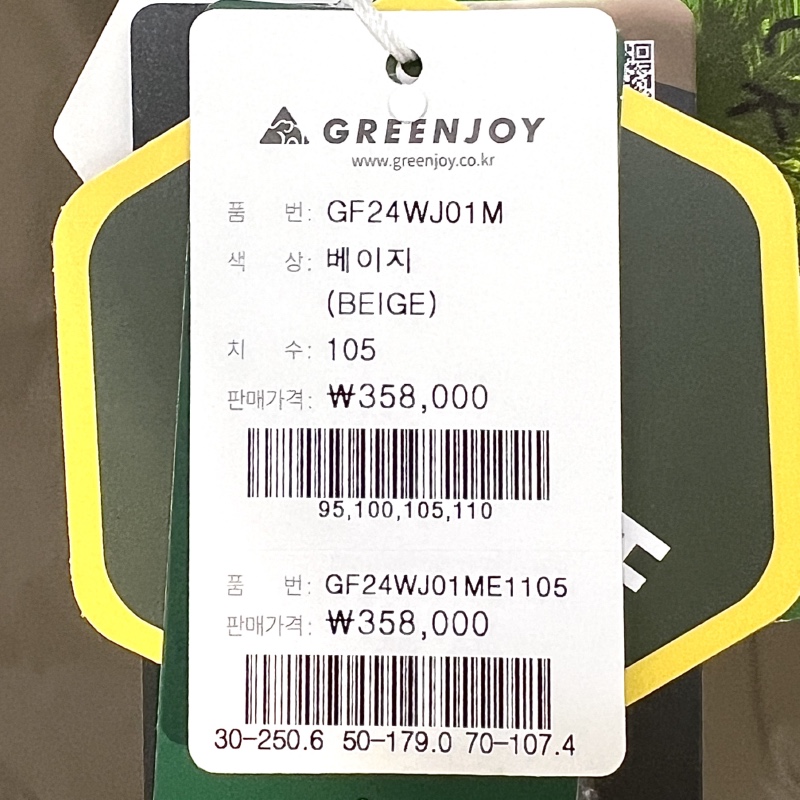 GREENJOY
www.greenjoy.co.kr
품 번: GF24WJ01M
색 상: 베이지
(BEIGE)
치 수: 105
판매가격: ₩358,000
95,100,105,110
품 번: GF24WJ01ME1105
판매가격: ₩358,000
30-250.6 50-179.0 70-107.4